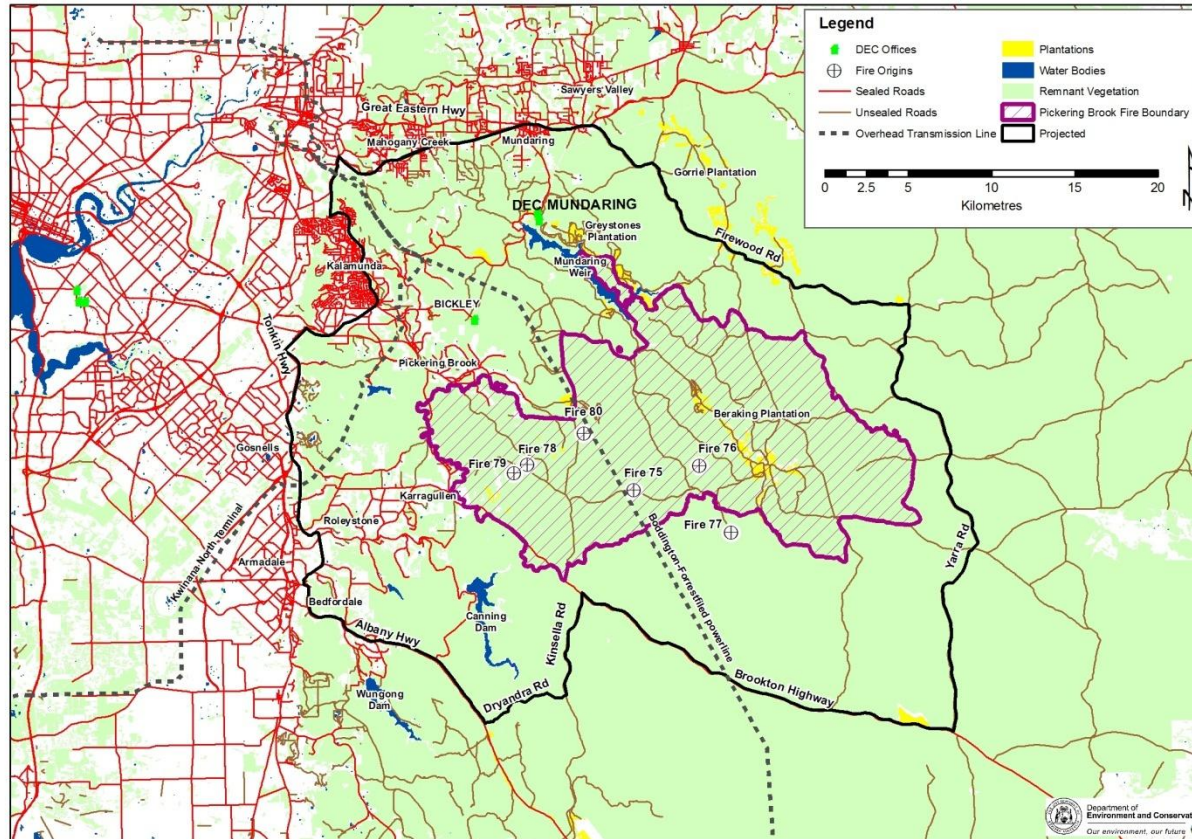 Legend
DEC Offices
Fire Origins
Sealed Roads
Unsealed Roads
Overhead Transmission Line
Plantations
Water Bodies
Remnant Vegetation
Pickering Brook Fire Boundary
Projected
0 2.5 5 10 15 20
Kilometres
Sawyers Valley
Great Eastern Hwy
Mahogany Creek
Mundaring
Gorrie Plantation
DEC MUNDARING
Greystones
Plantation
Firewood Rd
Mundaring
Weir
Kalamunda
BICKLEY
Tonkin Hwy
Pickering Brook
Beraking Plantation
Fire 80
Gosnells
Fire 78
Fire 76
Fire 79
Fire 75
Karragullen
Fire 77
Roleystone
Kwinana North Terminal
Armadale
Boddington-Forrestfiled powerline
Yarra Rd
Bedfordale
Albany Hwy
Canning
Dam
Kinsella Rd
Wungong
Dam
Dryandra Rd
Brookton Highway
Department of
Environment and Conservat
Our environment, our future